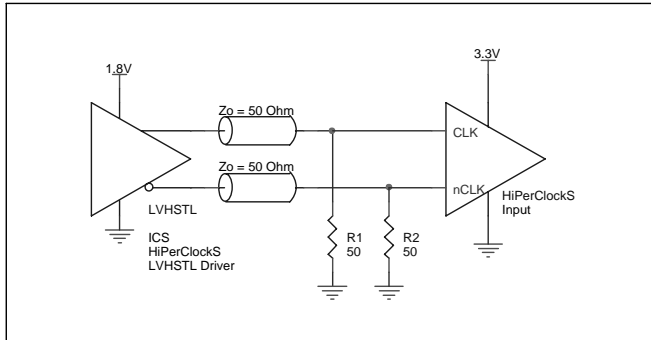 1.8V
3.3V
Zo = 50 Ohm
CLK
Zo = 50 Ohm
nCLK
HiPerClockS
Input
LVHSTL
ICS
HiPerClockS
LVHSTL Driver
R1
50
R2
50